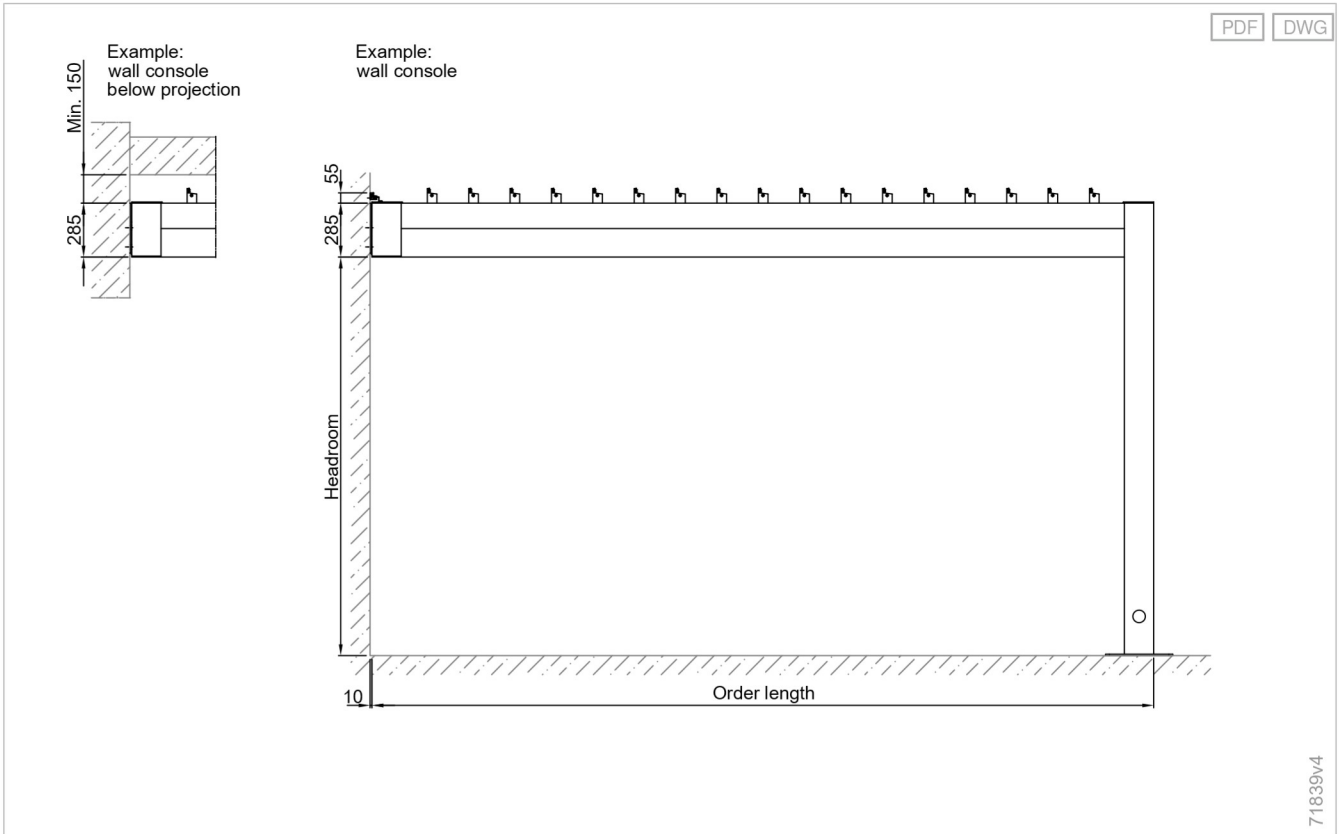 PDF DWG
Example:
wall console
below projection
Example:
wall console
Min. 150
285
55
285
Headroom
10
Order length
71839v4